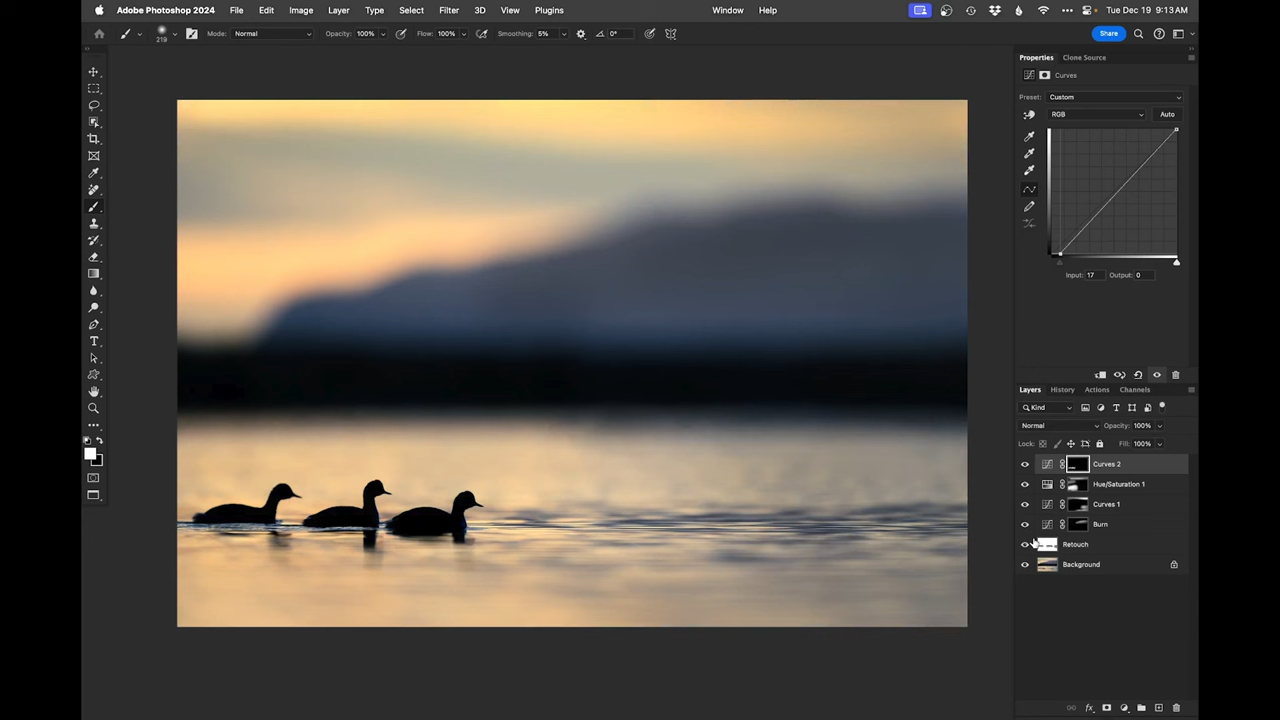 Adobe Photoshop 2024 File Edit Image Layer Type Select Filter 3D View Plugins Window Help Tue Dec 19 9:13 AM
219 Mode: Normal Opacity: 100% Flow: 100% Smoothing: 5% 0° Share
Properties Clone Source
Curves
Preset: Custom
RGB Auto
Input: 17 Output: 0
Layers History Actions Channels
Kind
Normal Opacity: 100%
Lock: Fill: 100%
Curves 2
Hue/Saturation 1
Curves 1
Burn
Retouch
Background